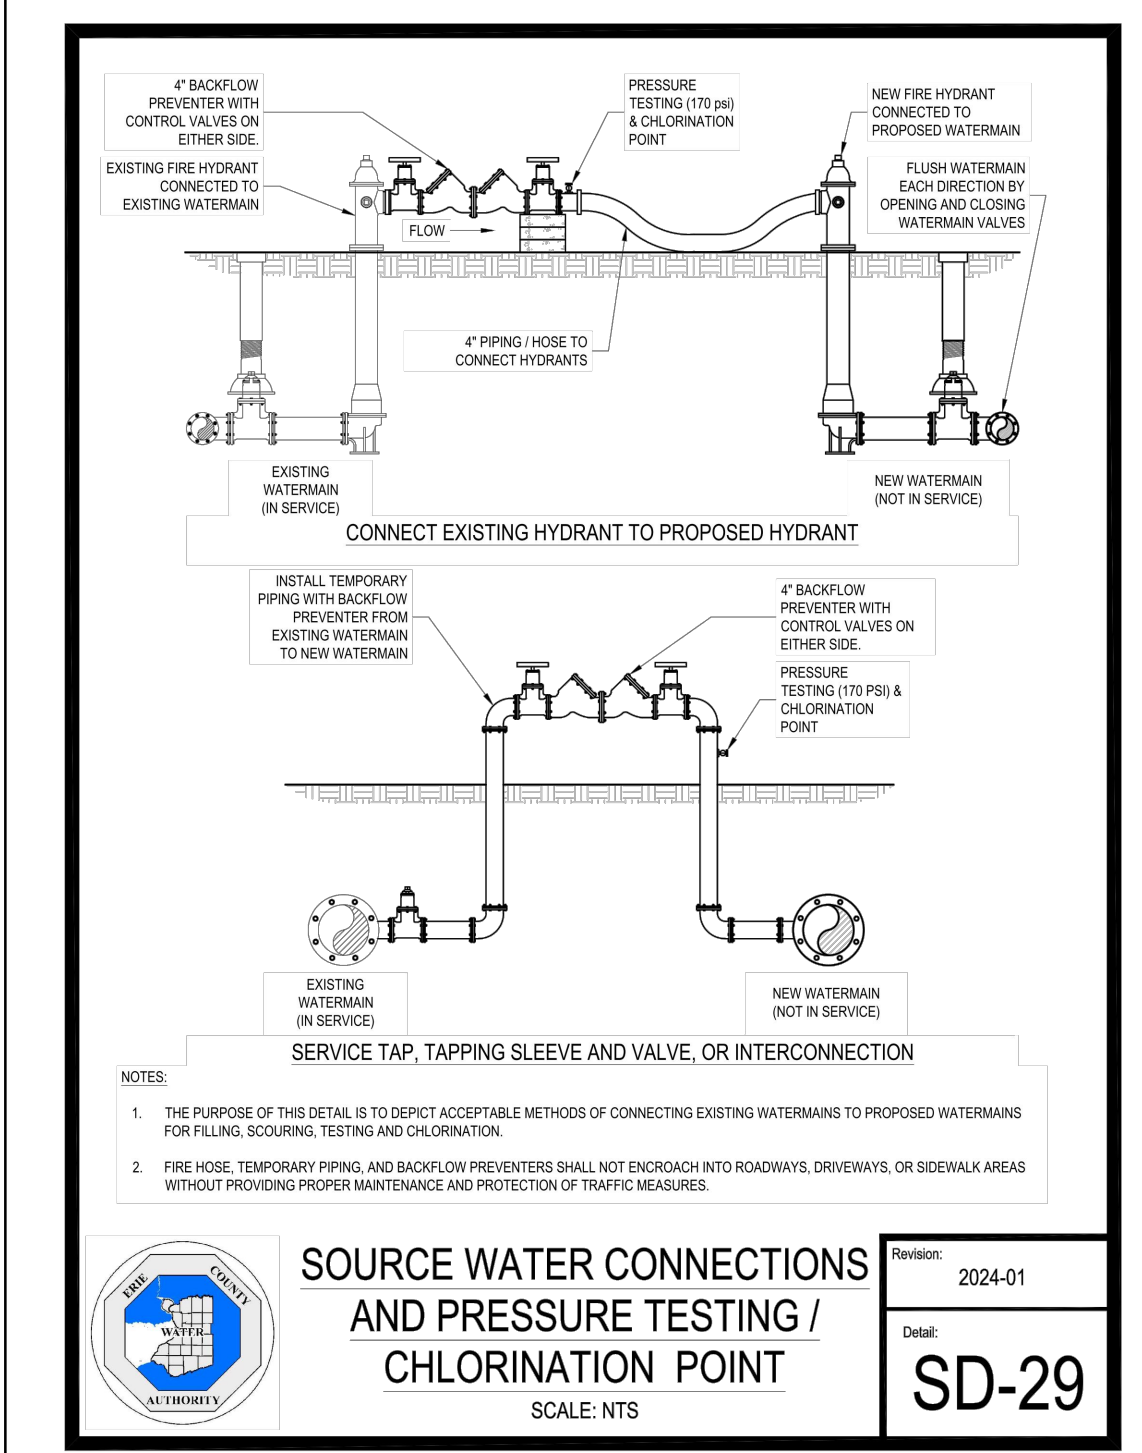 4" BACKFLOW
PREVENTER WITH
CONTROL VALVES ON
EITHER SIDE.
PRESSURE
TESTING (170 psi)
& CHLORINATION
POINT
NEW FIRE HYDRANT
CONNECTED TO
PROPOSED WATERMAIN
EXISTING FIRE HYDRANT
CONNECTED TO
EXISTING WATERMAIN
FLUSH WATERMAIN
EACH DIRECTION BY
OPENING AND CLOSING
WATERMAIN VALVES
FLOW
4" PIPING / HOSE TO
CONNECT HYDRANTS
EXISTING
WATERMAIN
(IN SERVICE)
NEW WATERMAIN
(NOT IN SERVICE)
CONNECT EXISTING HYDRANT TO PROPOSED HYDRANT
INSTALL TEMPORARY
PIPING WITH BACKFLOW
PREVENTER FROM
EXISTING WATERMAIN
TO NEW WATERMAIN
4" BACKFLOW
PREVENTER WITH
CONTROL VALVES ON
EITHER SIDE.
PRESSURE
TESTING (170 PSI) &
CHLORINATION
POINT
EXISTING
WATERMAIN
(IN SERVICE)
NEW WATERMAIN
(NOT IN SERVICE)
SERVICE TAP, TAPPING SLEEVE AND VALVE, OR INTERCONNECTION
NOTES:
1. THE PURPOSE OF THIS DETAIL IS TO DEPICT ACCEPTABLE METHODS OF CONNECTING EXISTING WATERMAINS TO PROPOSED WATERMAINS
FOR FILLING, SCOURING, TESTING AND CHLORINATION.
2. FIRE HOSE, TEMPORARY PIPING, AND BACKFLOW PREVENTERS SHALL NOT ENCROACH INTO ROADWAYS, DRIVEWAYS, OR SIDEWALK AREAS
WITHOUT PROVIDING PROPER MAINTENANCE AND PROTECTION OF TRAFFIC MEASURES.
ERIE COUNTY
WATER
AUTHORITY
SOURCE WATER CONNECTIONS
AND PRESSURE TESTING /
CHLORINATION POINT
SCALE: NTS
Revision:
2024-01
Detail:
SD-29